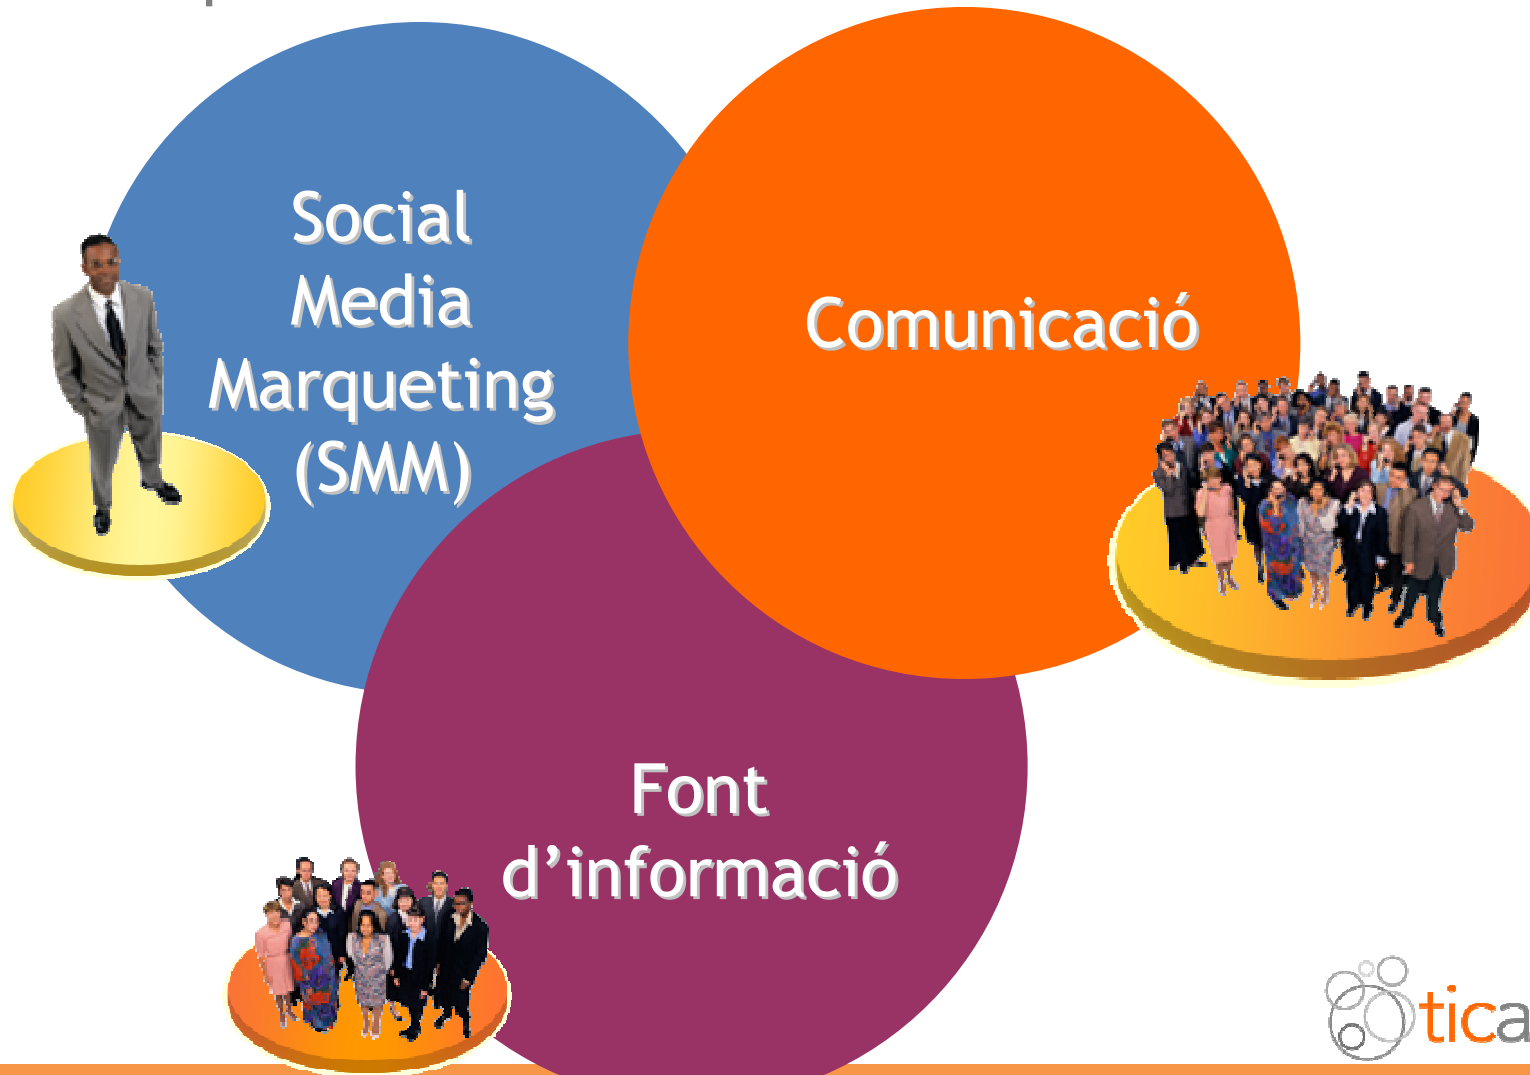 Social
Media
Marqueting
(SMM)
Comunicació
Font
d’informació
tica